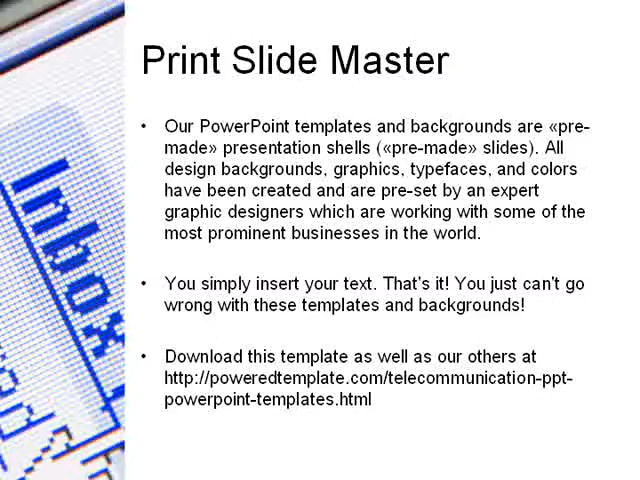 Print Slide Master
• Our PowerPoint templates and backgrounds are «pre-
made» presentation shells («pre-made» slides). All
design backgrounds, graphics, typefaces, and colors
have been created and are pre-set by an expert
graphic designers which are working with some of the
most prominent businesses in the world.
• You simply insert your text. That's it! You just can't go
wrong with these templates and backgrounds!
• Download this template as well as our others at
http://poweredtemplate.com/telecommunication-ppt-
powerpoint-templates.html
Inbox